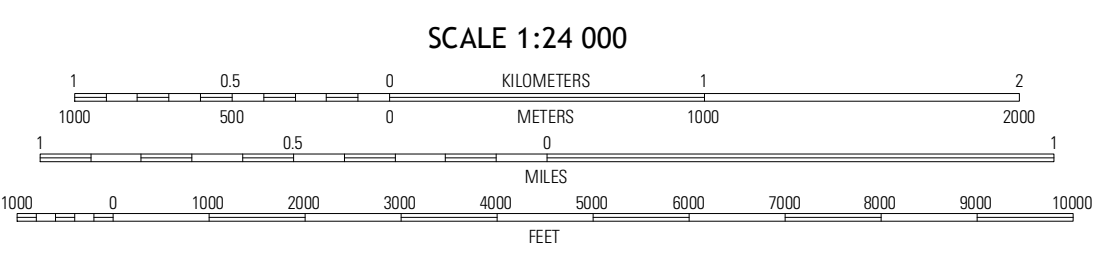 SCALE 1:24 000
1 0.5 0 KILOMETERS 1 2
1000 500 0 METERS 1000 2000
1 0.5 0 1
MILES
1000 0 1000 2000 3000 4000 5000 6000 7000 8000 9000 10000
FEET